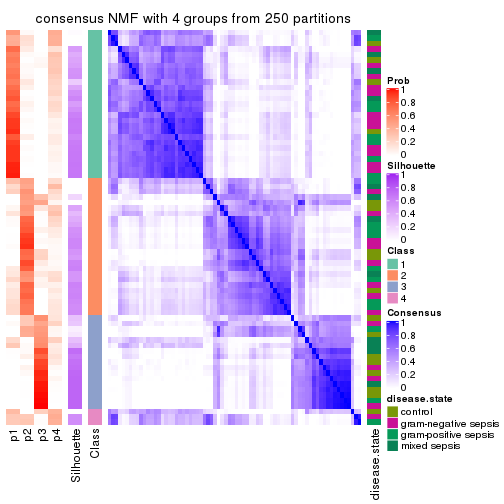 consensus NMF with 4 groups from 250 partitions
p1
p2
p3
p4
Silhouette
Class
disease.state
Prob
1
0.8
0.6
0.4
0.2
0
Silhouette
1
0.8
0.6
0.4
0.2
0
Class
1
2
3
4
Consensus
1
0.8
0.6
0.4
0.2
0
disease.state
control
gram-negative sepsis
gram-positive sepsis
mixed sepsis